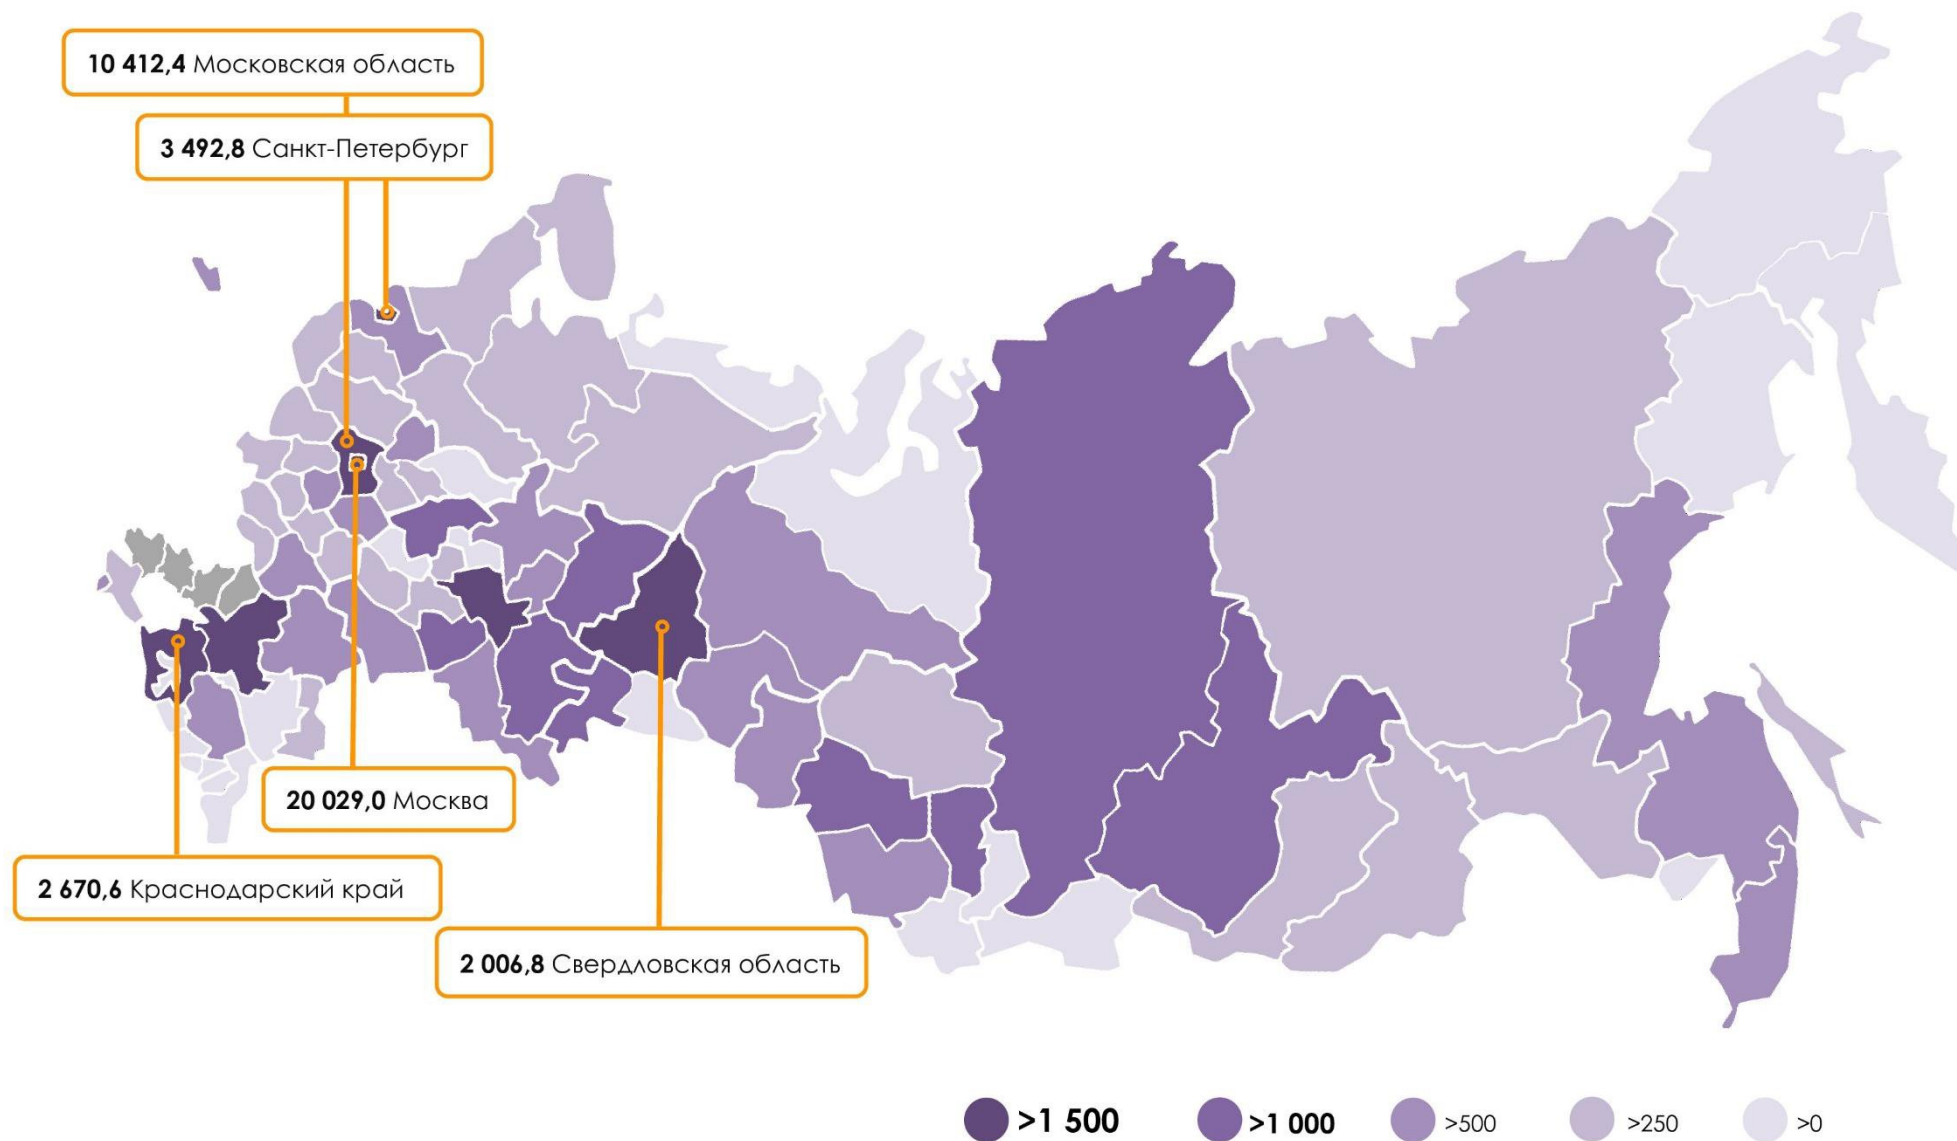 10 412,4 Московская область
3 492,8 Санкт-Петербург
20 029,0 Москва
2 670,6 Краснодарский край
2 006,8 Свердловская область
>1 500 >1 000 >500 >250 >0